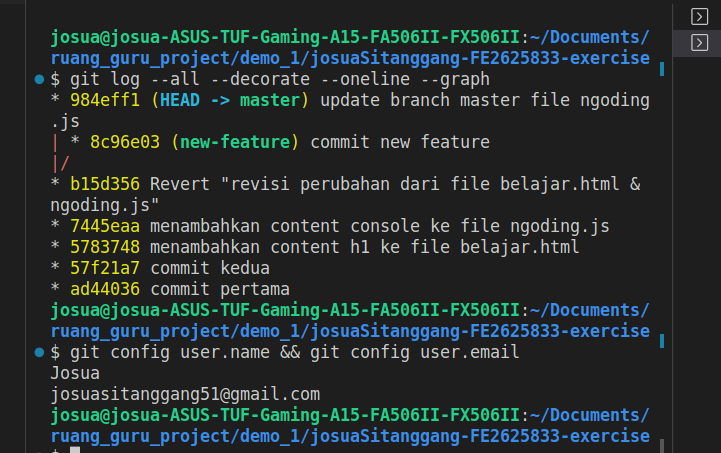 josua@josua-ASUS-TUF-Gaming-A15-FA506II-FX506II:~/Documents/
ruang_guru_project/demo_1/josuaSitanggang-FE2625833-exercise
$ git log --all --decorate --oneline --graph
* 984eff1 (HEAD -> master) update branch master file ngoding
.js
| * 8c96e03 (new-feature) commit new feature
|/
* b15d356 Revert "revisi perubahan dari file belajar.html &
ngoding.js"
* 7445eaa menambahkan content console ke file ngoding.js
* 5783748 menambahkan content h1 ke file belajar.html
* 57f21a7 commit kedua
* ad44036 commit pertama
josua@josua-ASUS-TUF-Gaming-A15-FA506II-FX506II:~/Documents/
ruang_guru_project/demo_1/josuaSitanggang-FE2625833-exercise
$ git config user.name && git config user.email
Josua
josuasitanggang51@gmail.com
josua@josua-ASUS-TUF-Gaming-A15-FA506II-FX506II:~/Documents/
ruang_guru_project/demo_1/josuaSitanggang-FE2625833-exercise
$